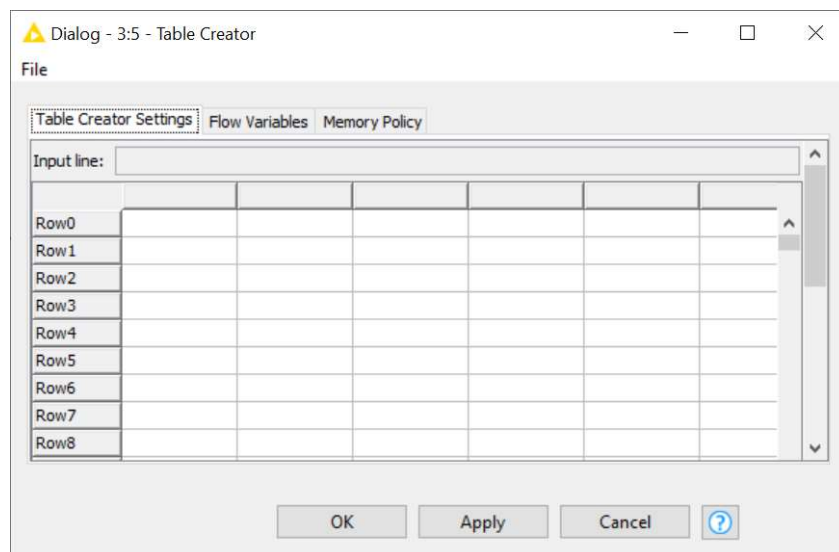 Dialog - 3:5 - Table Creator
File
Table Creator Settings Flow Variables Memory Policy
Input line:
Row0
Row1
Row2
Row3
Row4
Row5
Row6
Row7
Row8
OK Apply Cancel ?